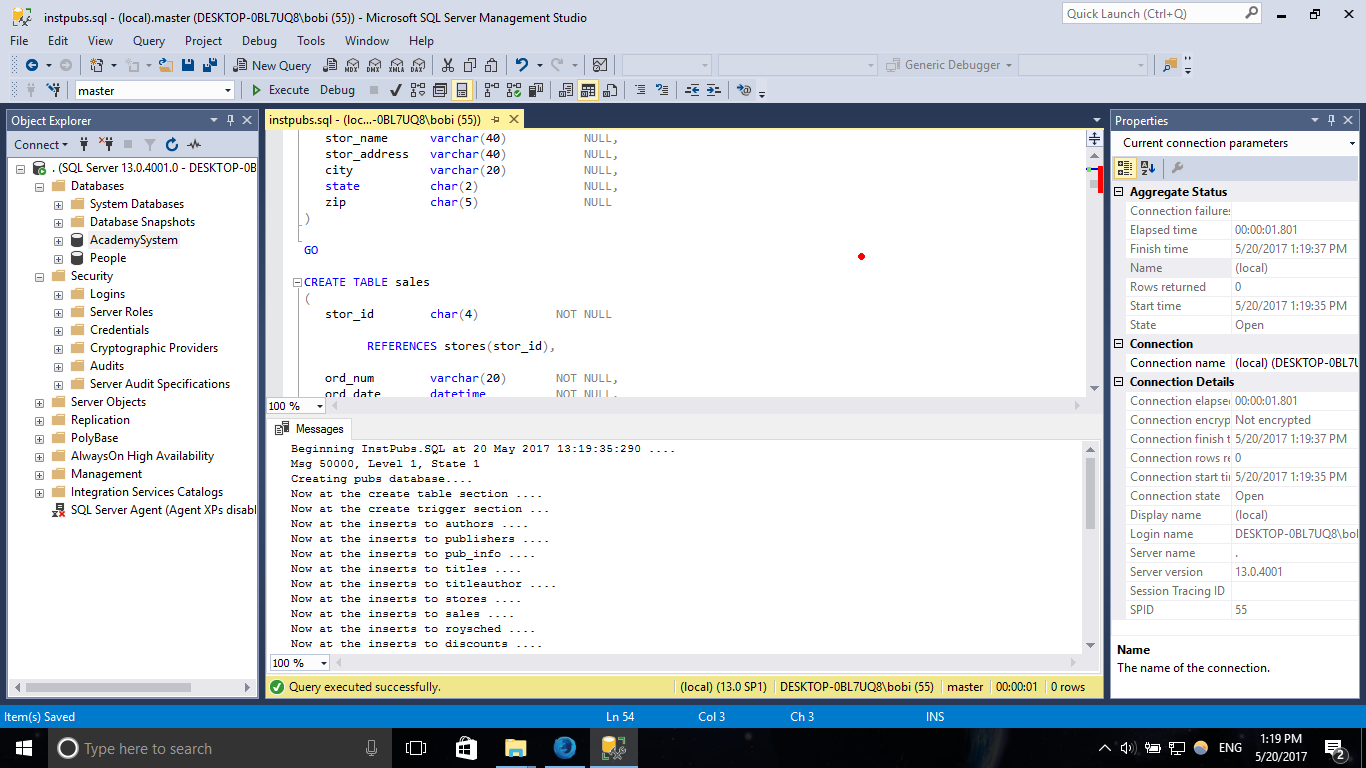 instpubs.sql - (local).master (DESKTOP-0BL7UQ8\bobi (55)) - Microsoft SQL Server Management Studio
Quick Launch (Ctrl+Q)
File Edit View Query Project Debug Tools Window Help
New Query
MDX DMX XMLA DAX
Generic Debugger
master
Execute Debug
Object Explorer
Connect
. (SQL Server 13.0.4001.0 - DESKTOP-0B
Databases
System Databases
Database Snapshots
AcademySystem
People
Security
Logins
Server Roles
Credentials
Cryptographic Providers
Audits
Server Audit Specifications
Server Objects
Replication
PolyBase
AlwaysOn High Availability
Management
Integration Services Catalogs
SQL Server Agent (Agent XPs disabl
instpubs.sql - (loc...-0BL7UQ8\bobi (55))
stor_name varchar(40) NULL,
stor_address varchar(40) NULL,
city varchar(20) NULL,
state char(2) NULL,
zip char(5) NULL
)
GO
CREATE TABLE sales
(
stor_id char(4) NOT NULL
REFERENCES stores(stor_id),
ord_num varchar(20) NOT NULL,
ord_date datetime NOT NULL,
100 %
Messages
Beginning InstPubs.SQL at 20 May 2017 13:19:35:290 ....
Msg 50000, Level 1, State 1
Creating pubs database....
Now at the create table section ....
Now at the create trigger section ...
Now at the inserts to authors ....
Now at the inserts to publishers ....
Now at the inserts to pub_info ....
Now at the inserts to titles ....
Now at the inserts to titleauthor ....
Now at the inserts to stores ....
Now at the inserts to sales ....
Now at the inserts to roysched ....
Now at the inserts to discounts ....
100 %
Query executed successfully.
(local) (13.0 SP1) DESKTOP-0BL7UQ8\bobi (55) master 00:00:01 0 rows
Properties
Current connection parameters
Aggregate Status
Connection failures
Elapsed time 00:00:01.801
Finish time 5/20/2017 1:19:37 PM
Name (local)
Rows returned 0
Start time 5/20/2017 1:19:35 PM
State Open
Connection
Connection name (local) (DESKTOP-0BL7U
Connection Details
Connection elapse 00:00:01.801
Connection encryp Not encrypted
Connection finish t 5/20/2017 1:19:37 PM
Connection rows re 0
Connection start tir 5/20/2017 1:19:35 PM
Connection state Open
Display name (local)
Login name DESKTOP-0BL7UQ8\bobi
Server name .
Server version 13.0.4001
Session Tracing ID
SPID 55
Name
The name of the connection.
Item(s) Saved Ln 54 Col 3 Ch 3 INS
Type here to search
ENG
1:19 PM
5/20/2017
2